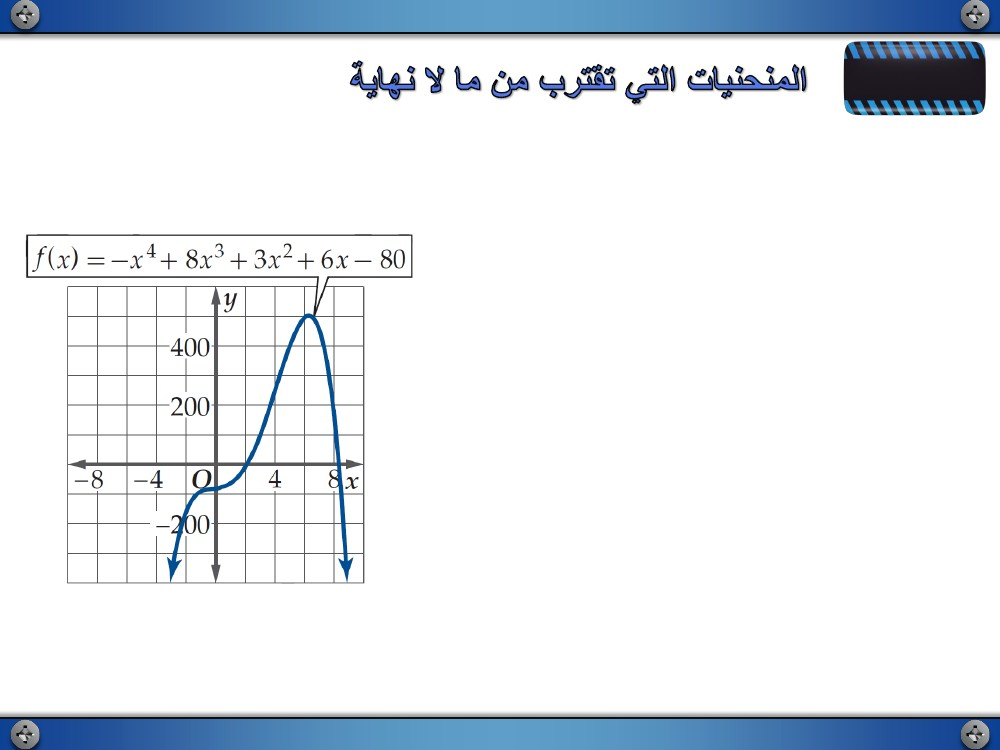 المنحنيات التي تقترب من ما لا نهاية
f(x) = −x⁴ + 8x³ + 3x² + 6x − 80
y
400
200
−8 −4 O 4 8 x
−200